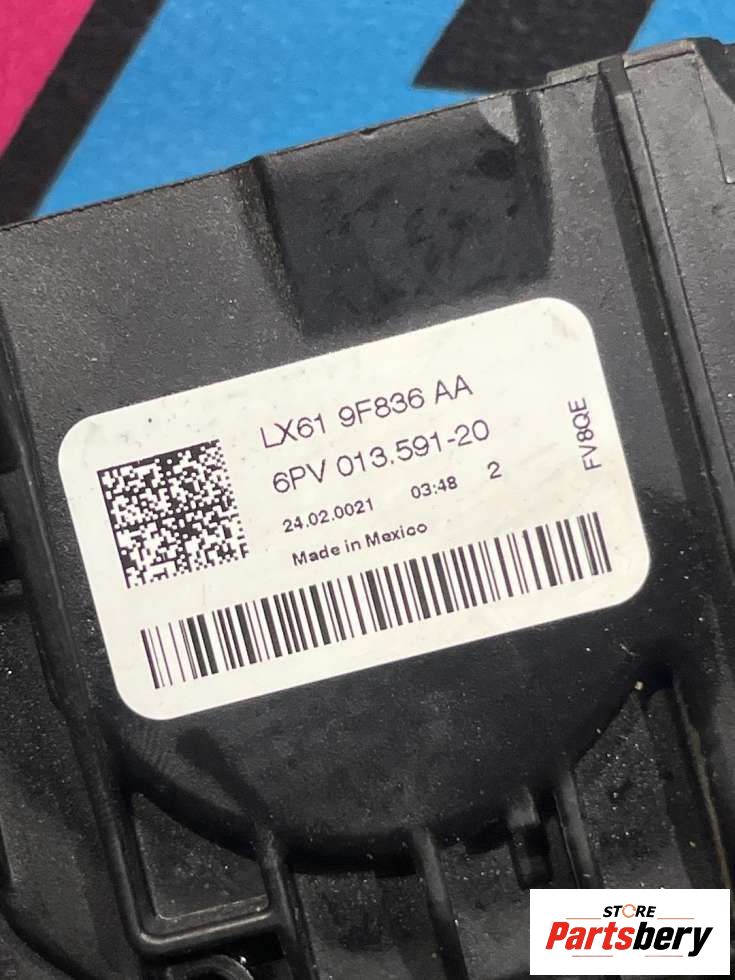 LX61 9F836 AA
6PV 013.591-20
24.02.0021 03:48 2
Made in Mexico
FV8QE
STORE
Partsbery